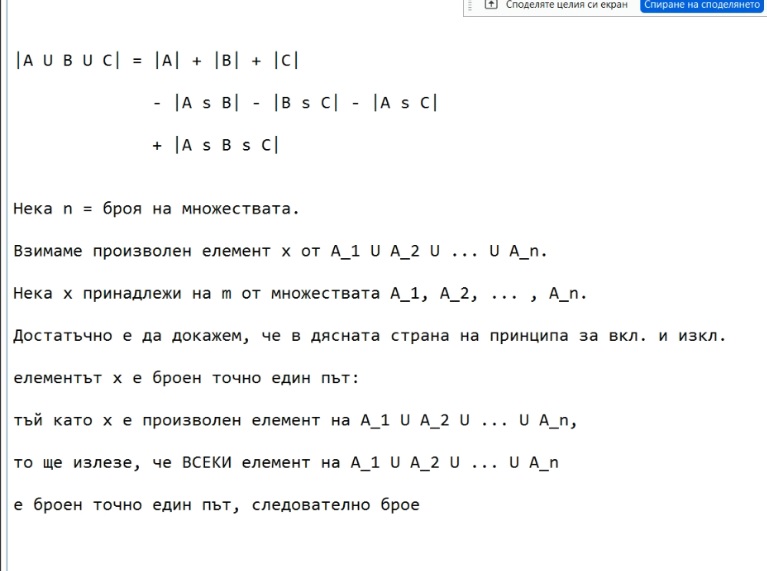 Споделяте целия си екран Спиране на споделянето
|A U B U C| = |A| + |B| + |C|
- |A s B| - |B s C| - |A s C|
+ |A s B s C|
Нека n = броя на множествата.
Взимаме произволен елемент x от A_1 U A_2 U ... U A_n.
Нека x принадлежи на m от множествата A_1, A_2, ... , A_n.
Достатъчно е да докажем, че в дясната страна на принципа за вкл. и изкл.
елементът x е броен точно един път:
тъй като x е произволен елемент на A_1 U A_2 U ... U A_n,
то ще излезе, че ВСЕКИ елемент на A_1 U A_2 U ... U A_n
е броен точно един път, следователно брое